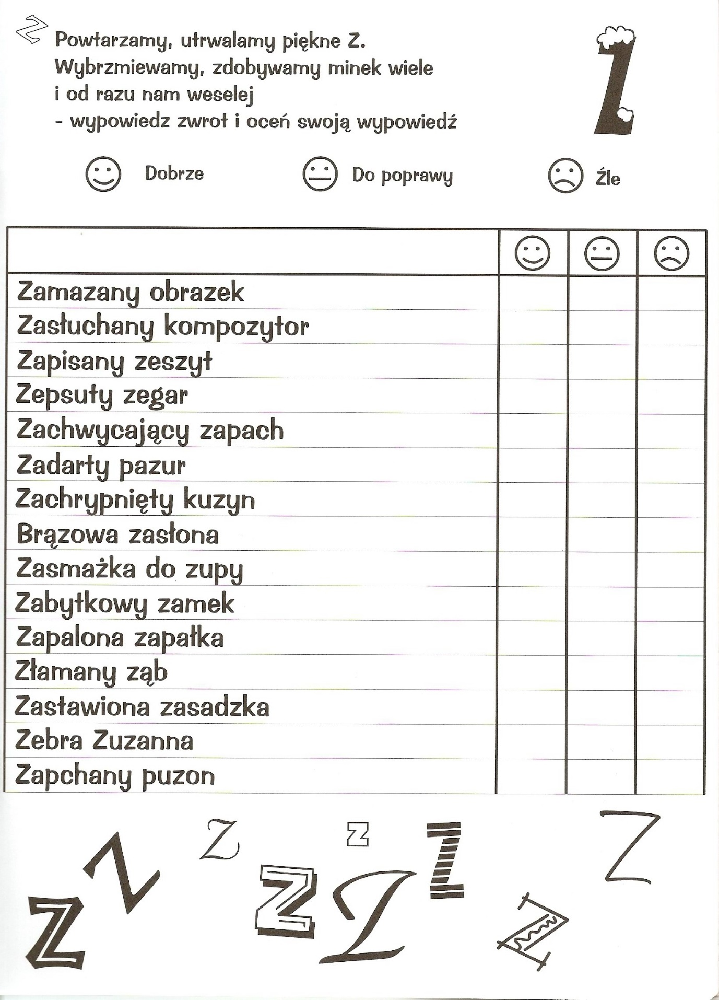 Z
Powtarzamy, utrwalamy piękne Z.
Wybrzmiewamy, zdobywamy minek wiele
i od razu nam weselej
- wypowiedz zwrot i oceń swoją wypowiedź
Z
Dobrze
Do poprawy
Źle
Zamazany obrazek
Zasłuchany kompozytor
Zapisany zeszyt
Zepsuty zegar
Zachwycający zapach
Zadarty pazur
Zachrypnięty kuzyn
Brązowa zasłona
Zasmażka do zupy
Zabytkowy zamek
Zapalona zapałka
Złamany ząb
Zastawiona zasadzka
Zebra Zuzanna
Zapchany puzon
Z
Z
Z
Z
Z
Z
Z
Z
Z